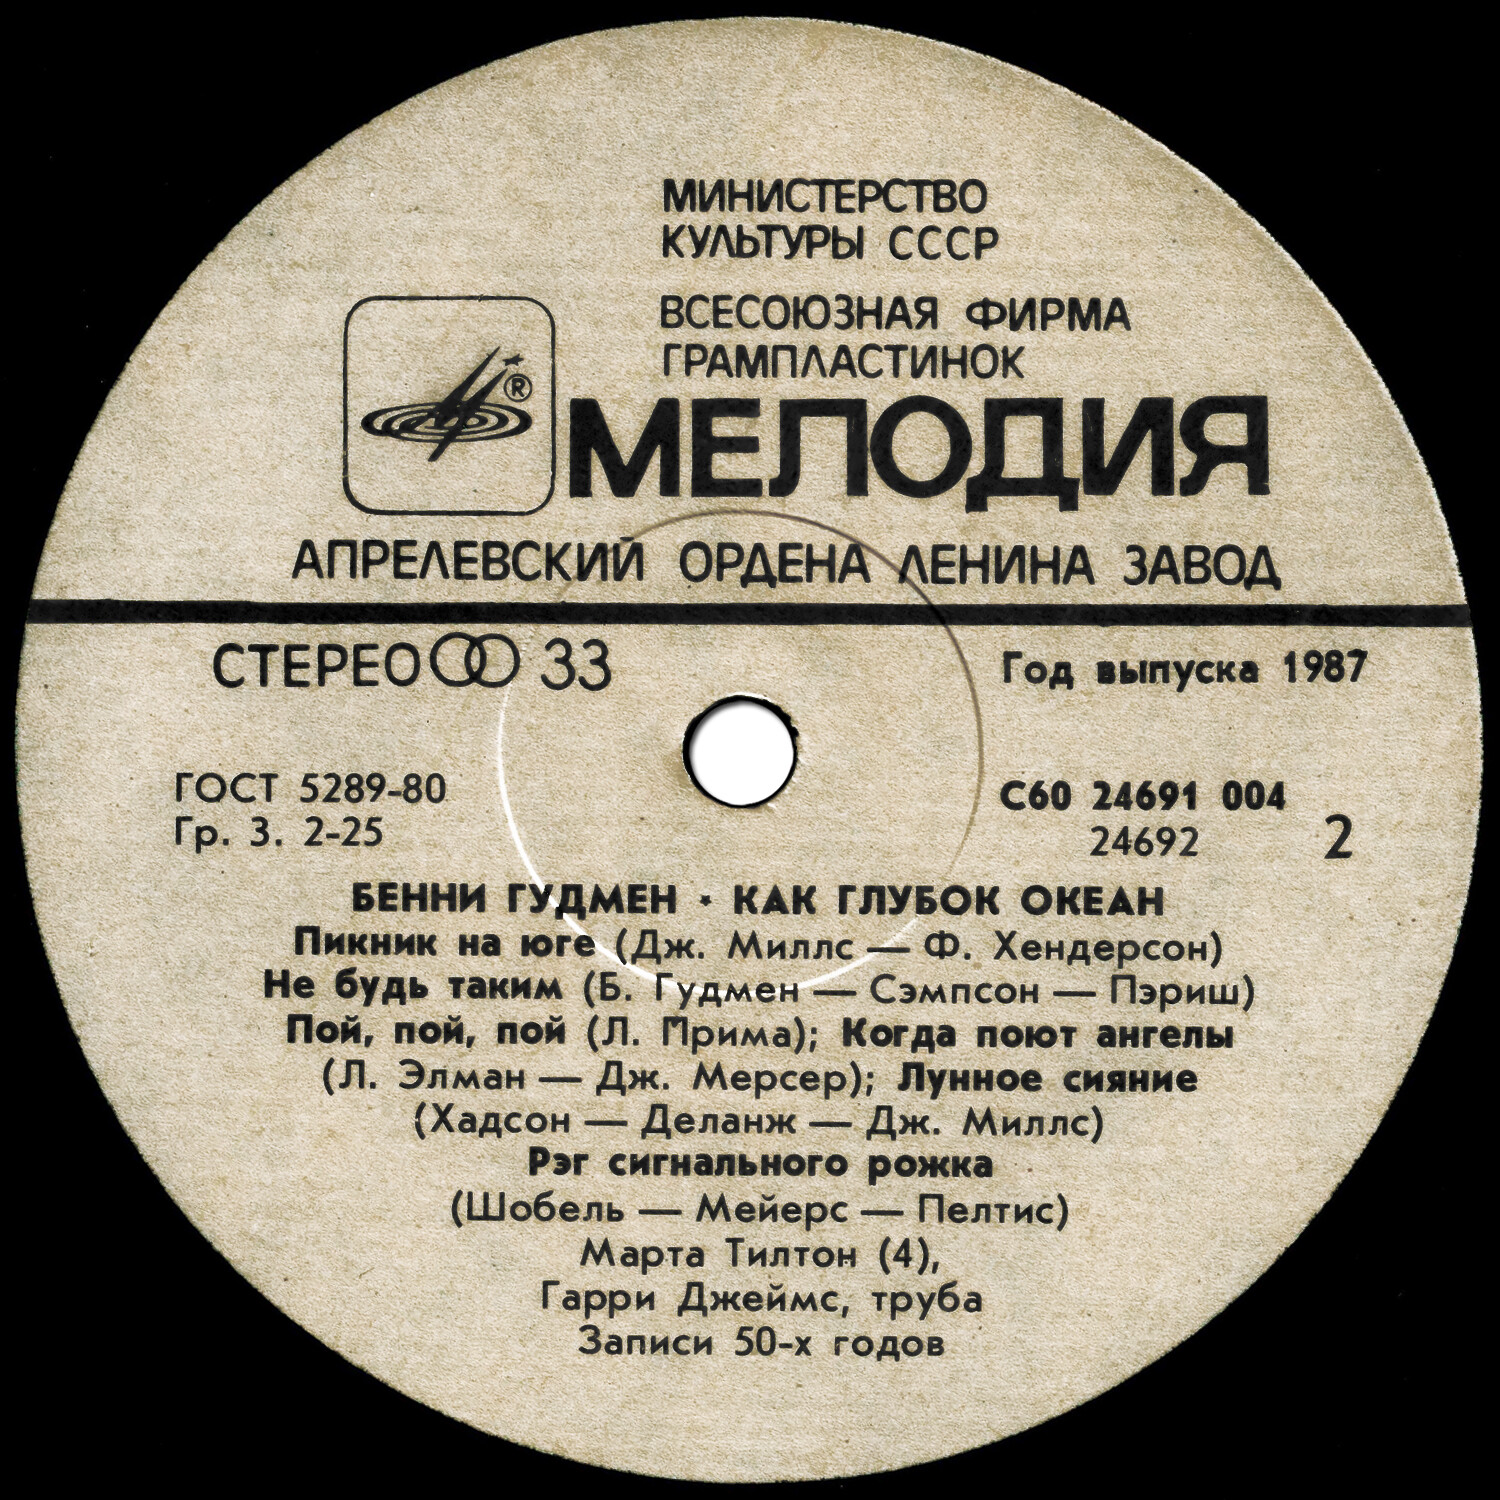 МИНИСТЕРСТВО
КУЛЬТУРЫ СССР
ВСЕСОЮЗНАЯ ФИРМА
ГРАМПЛАСТИНОК
®
МЕЛОДИЯ
АПРЕЛЕВСКИЙ ОРДЕНА ЛЕНИНА ЗАВОД
СТЕРЕО 33
Год выпуска 1987
ГОСТ 5289-80
Гр. 3. 2-25
С60 24691 004
24692
2
БЕННИ ГУДМЕН · КАК ГЛУБОК ОКЕАН
Пикник на юге (Дж. Миллс — Ф. Хендерсон)
Не будь таким (Б. Гудмен — Сэмпсон — Пэриш)
Пой, пой, пой (Л. Прима); Когда поют ангелы
(Л. Элман — Дж. Мерсер); Лунное сияние
(Хадсон — Деланж — Дж. Миллс)
Рэг сигнального рожка
(Шобель — Мейерс — Пелтис)
Марта Тилтон (4),
Гарри Джеймс, труба
Записи 50-х годов